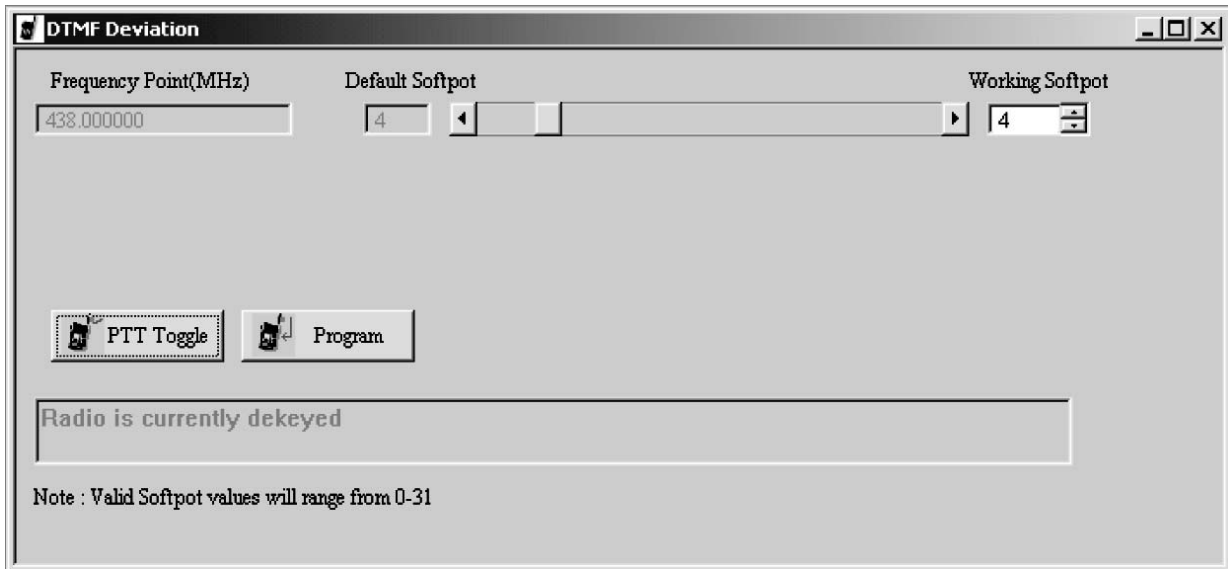 DTMF Deviation
Frequency Point(MHz) Default Softpot Working Softpot
438.000000 4 4
PTT Toggle Program
Radio is currently dekeyed
Note : Valid Softpot values will range from 0-31